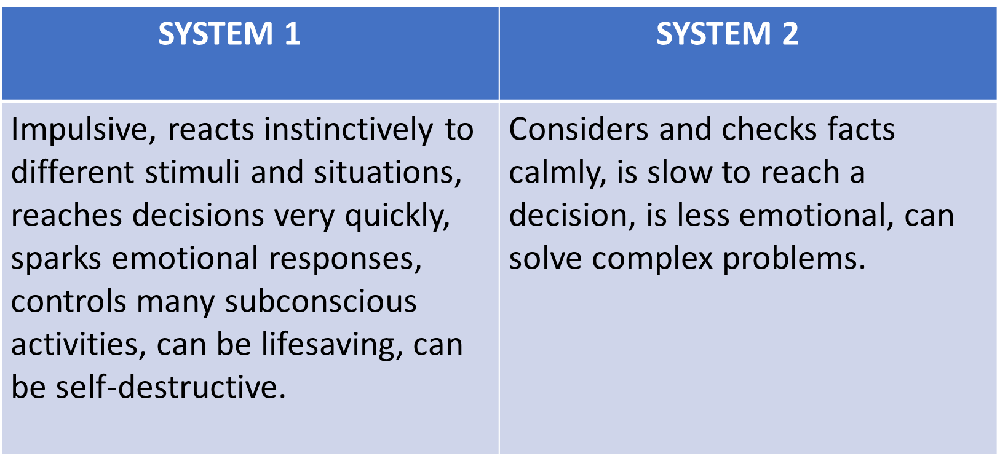 SYSTEM 1
SYSTEM 2
Impulsive, reacts instinctively to
different stimuli and situations,
reaches decisions very quickly,
sparks emotional responses,
controls many subconscious
activities, can be lifesaving, can
be self-destructive.
Considers and checks facts
calmly, is slow to reach a
decision, is less emotional, can
solve complex problems.